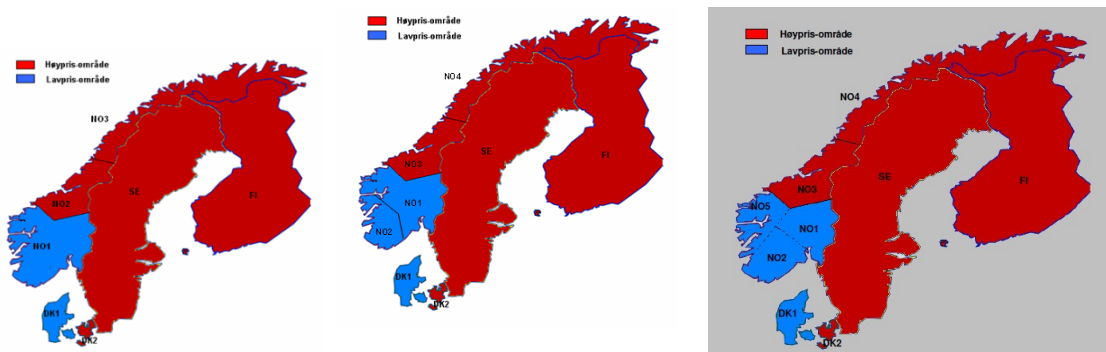 Høypris-område
Lavpris-område
NO3
NO2
SE
FI
NO1
DK1
DK2
Høypris-område
Lavpris-område
NO4
NO3
SE
FI
NO1
NO2
DK1
DK2
Høypris-område
Lavpris-område
NO4
NO3
SE
FI
NO5
NO1
NO2
DK1
DK2